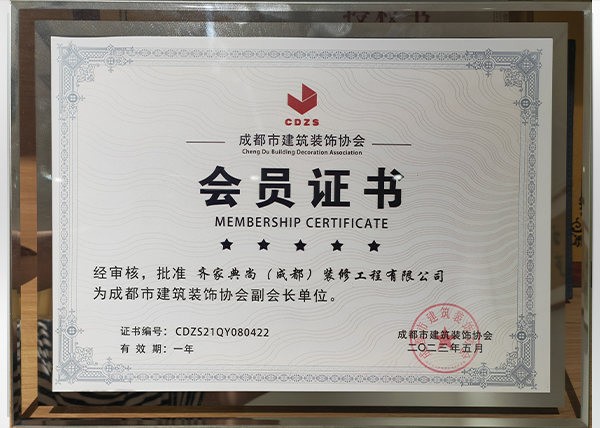 CDZS
成都市建筑装饰协会
Cheng Du Building Decoration Association
会员证书
MEMBERSHIP CERTIFICATE
经审核，批准 齐家典尚（成都）装修工程有限公司
为成都市建筑装饰协会副会长单位。
证书编号：CDZS21QY080422
有 效 期：一年
成都市建筑装饰协会
二〇二三年五月